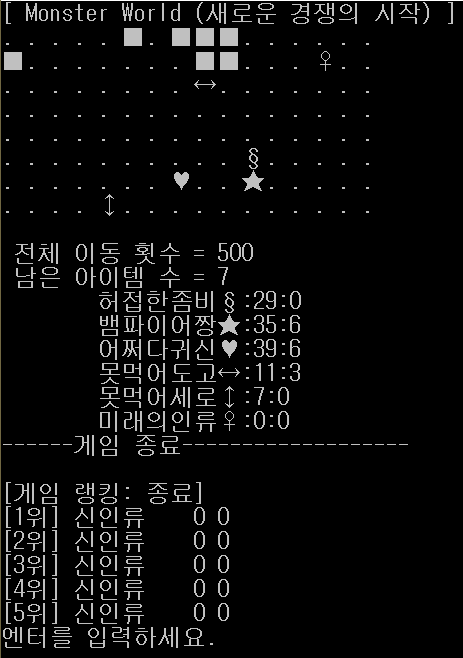 [ Monster World (새로운 경쟁의 시작) ]
. . . . . ■ . ■ ■ ■ . . . . . .
■ . . . . . . . ■ ■ . . . ♀ . .
. . . . . . . . ↔ . . . . . . .
. . . . . . . . . . . . . . . .
. . . . . . . . . . . . . . . .
. . . . . . . . . . § . . . . .
. . . . . . . ♥ . . ★ . . . . .
. . . . ↕ . . . . . . . . . . .
전체 이동 횟수 = 500
남은 아이템 수 = 7
허접한좀비§:29:0
뱀파이어짱★:35:6
어쩌다귀신♥:39:6
못먹어도고↔:11:3
못먹어세로↕:7:0
미래의인류♀:0:0
------게임 종료-------------------
[게임 랭킹: 종료]
[1위] 신인류 0 0
[2위] 신인류 0 0
[3위] 신인류 0 0
[4위] 신인류 0 0
[5위] 신인류 0 0
엔터를 입력하세요.